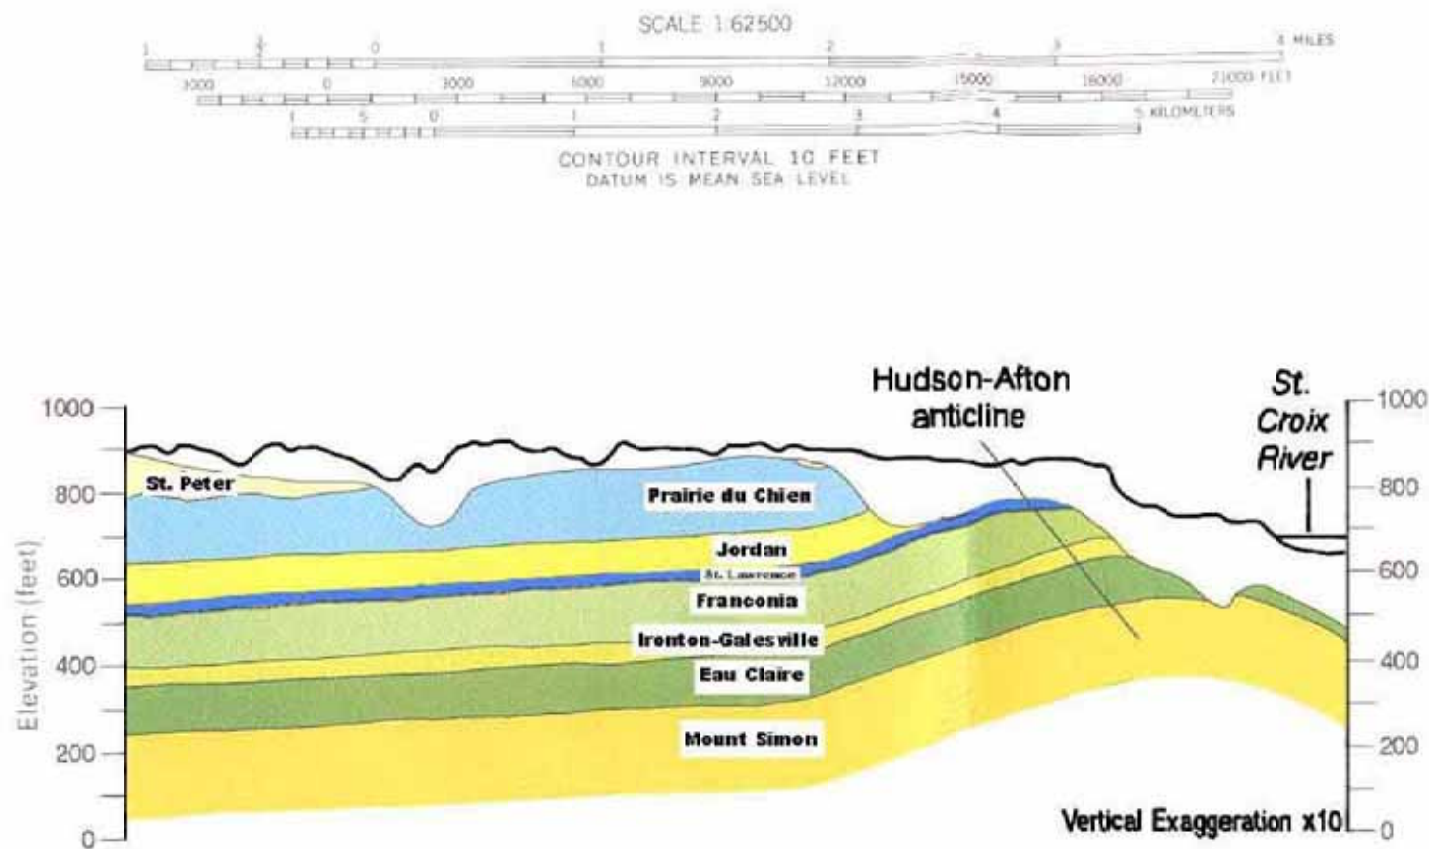 SCALE 1:62500
1 ½ 0 1 2 3 4 MILES
3000 0 3000 6000 9000 12000 15000 18000 21000 FEET
1 5 0 1 2 3 4 5 KILOMETERS
CONTOUR INTERVAL 10 FEET
DATUM IS MEAN SEA LEVEL
Hudson-Afton
anticline
St.
Croix
River
1000
800
600
400
200
0
Elevation (feet)
1000
800
600
400
200
0
St. Peter
Prairie du Chien
Jordan
St. Lawrence
Franconia
Ironton-Galesville
Eau Claire
Mount Simon
Vertical Exaggeration x10